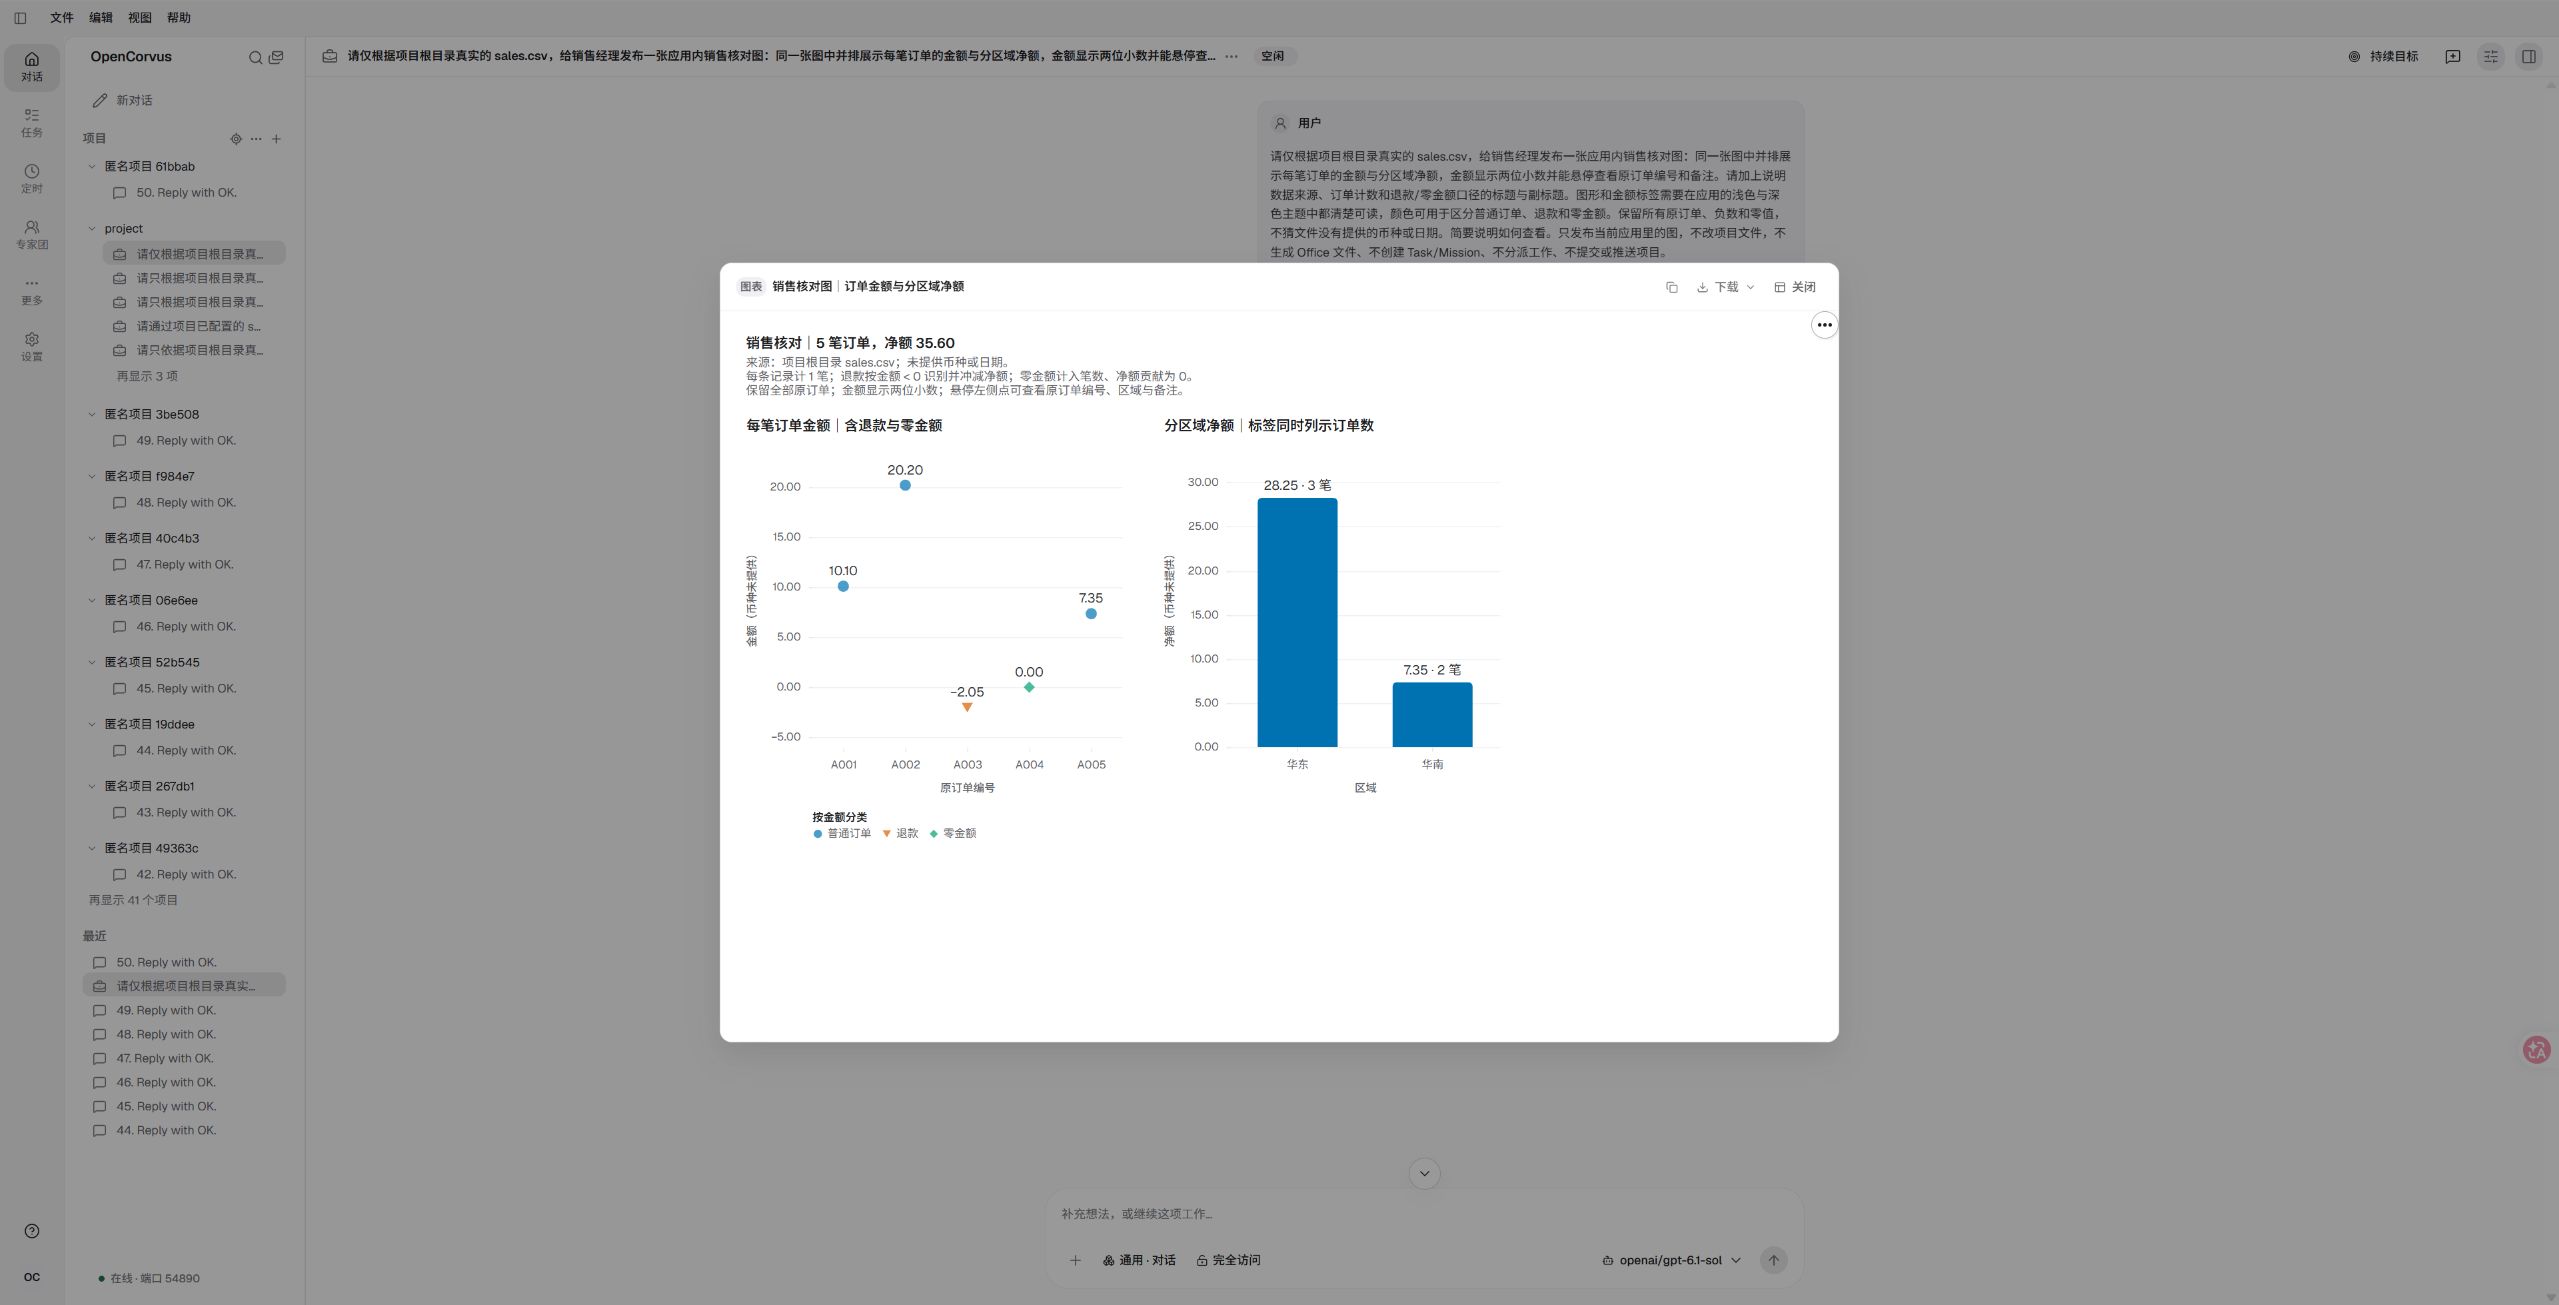 文件 编辑 视图 帮助
对话
任务
定时
专家团
更多
设置
OC
OpenCorvus
新对话
项目
匿名项目 61bbab
50. Reply with OK.
project
请仅根据项目根目录真...
请只根据项目根目录真...
请只根据项目根目录真...
请通过项目已配置的 s...
请只依据项目根目录真...
再显示 3 项
匿名项目 3be508
49. Reply with OK.
匿名项目 f984e7
48. Reply with OK.
匿名项目 40c4b3
47. Reply with OK.
匿名项目 06e6ee
46. Reply with OK.
匿名项目 52b545
45. Reply with OK.
匿名项目 19ddee
44. Reply with OK.
匿名项目 267db1
43. Reply with OK.
匿名项目 49363c
42. Reply with OK.
再显示 41 个项目
最近
50. Reply with OK.
请仅根据项目根目录真实...
49. Reply with OK.
48. Reply with OK.
47. Reply with OK.
46. Reply with OK.
45. Reply with OK.
44. Reply with OK.
在线 · 端口 54890
请仅根据项目根目录真实的 sales.csv，给销售经理发布一张应用内销售核对图：同一张图中并排展示每笔订单的金额与分区域净额，金额显示两位小数并能悬停查... 空闲
持续目标
用户
请仅根据项目根目录真实的 sales.csv，给销售经理发布一张应用内销售核对图：同一张图中并排展
示每笔订单的金额与分区域净额，金额显示两位小数并能悬停查看原订单编号和备注。请加上说明
数据来源、订单计数和退款/零金额口径的标题与副标题。图形和金额标签需要在应用的浅色与深
色主题中都清楚可读，颜色可用于区分普通订单、退款和零金额。保留所有原订单、负数和零值，
不猜文件没有提供的币种或日期。简要说明如何查看。只发布当前应用里的图，不改项目文件，不
生成 Office 文件、不创建 Task/Mission、不分派工作、不提交或推送项目。
图表 销售核对图｜订单金额与分区域净额
下载 关闭
销售核对｜5 笔订单，净额 35.60
来源：项目根目录 sales.csv；未提供币种或日期。
每条记录计 1 笔；退款按金额 < 0 识别并冲减净额；零金额计入笔数、净额贡献为 0。
保留全部原订单；金额显示两位小数；悬停左侧点可查看原订单编号、区域与备注。
每笔订单金额｜含退款与零金额
金额（币种未提供）
20.00
15.00
10.00
5.00
0.00
−5.00
10.10
20.20
−2.05
0.00
7.35
A001 A002 A003 A004 A005
原订单编号
按金额分类
普通订单 退款 零金额
分区域净额｜标签同时列示订单数
净额（币种未提供）
30.00
25.00
20.00
15.00
10.00
5.00
0.00
28.25 · 3 笔
7.35 · 2 笔
华东 华南
区域
补充想法，或继续这项工作...
通用 · 对话 完全访问
openai/gpt-6.1-sol